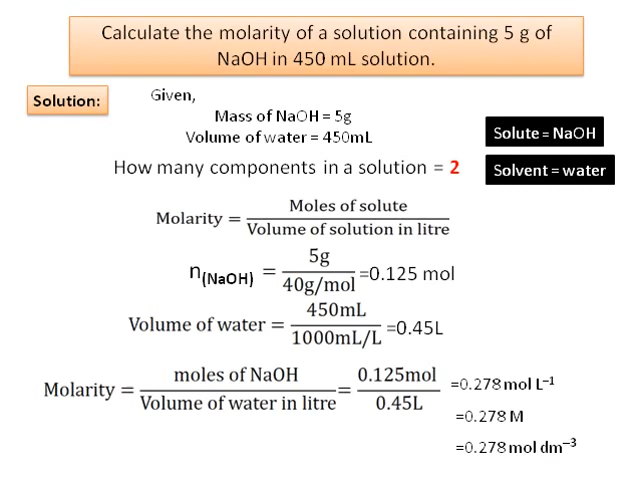 Calculate the molarity of a solution containing 5 g of
NaOH in 450 mL solution.
Solution:
Given,
Mass of NaOH = 5g
Volume of water = 450mL
Solute = NaOH
How many components in a solution = 2
Solvent = water
Molarity = Moles of solute / Volume of solution in litre
n(NaOH) = 5g / 40g/mol =0.125 mol
Volume of water = 450mL / 1000mL/L =0.45L
Molarity = moles of NaOH / Volume of water in litre = 0.125mol / 0.45L =0.278 mol L⁻¹
=0.278 M
=0.278 mol dm⁻³